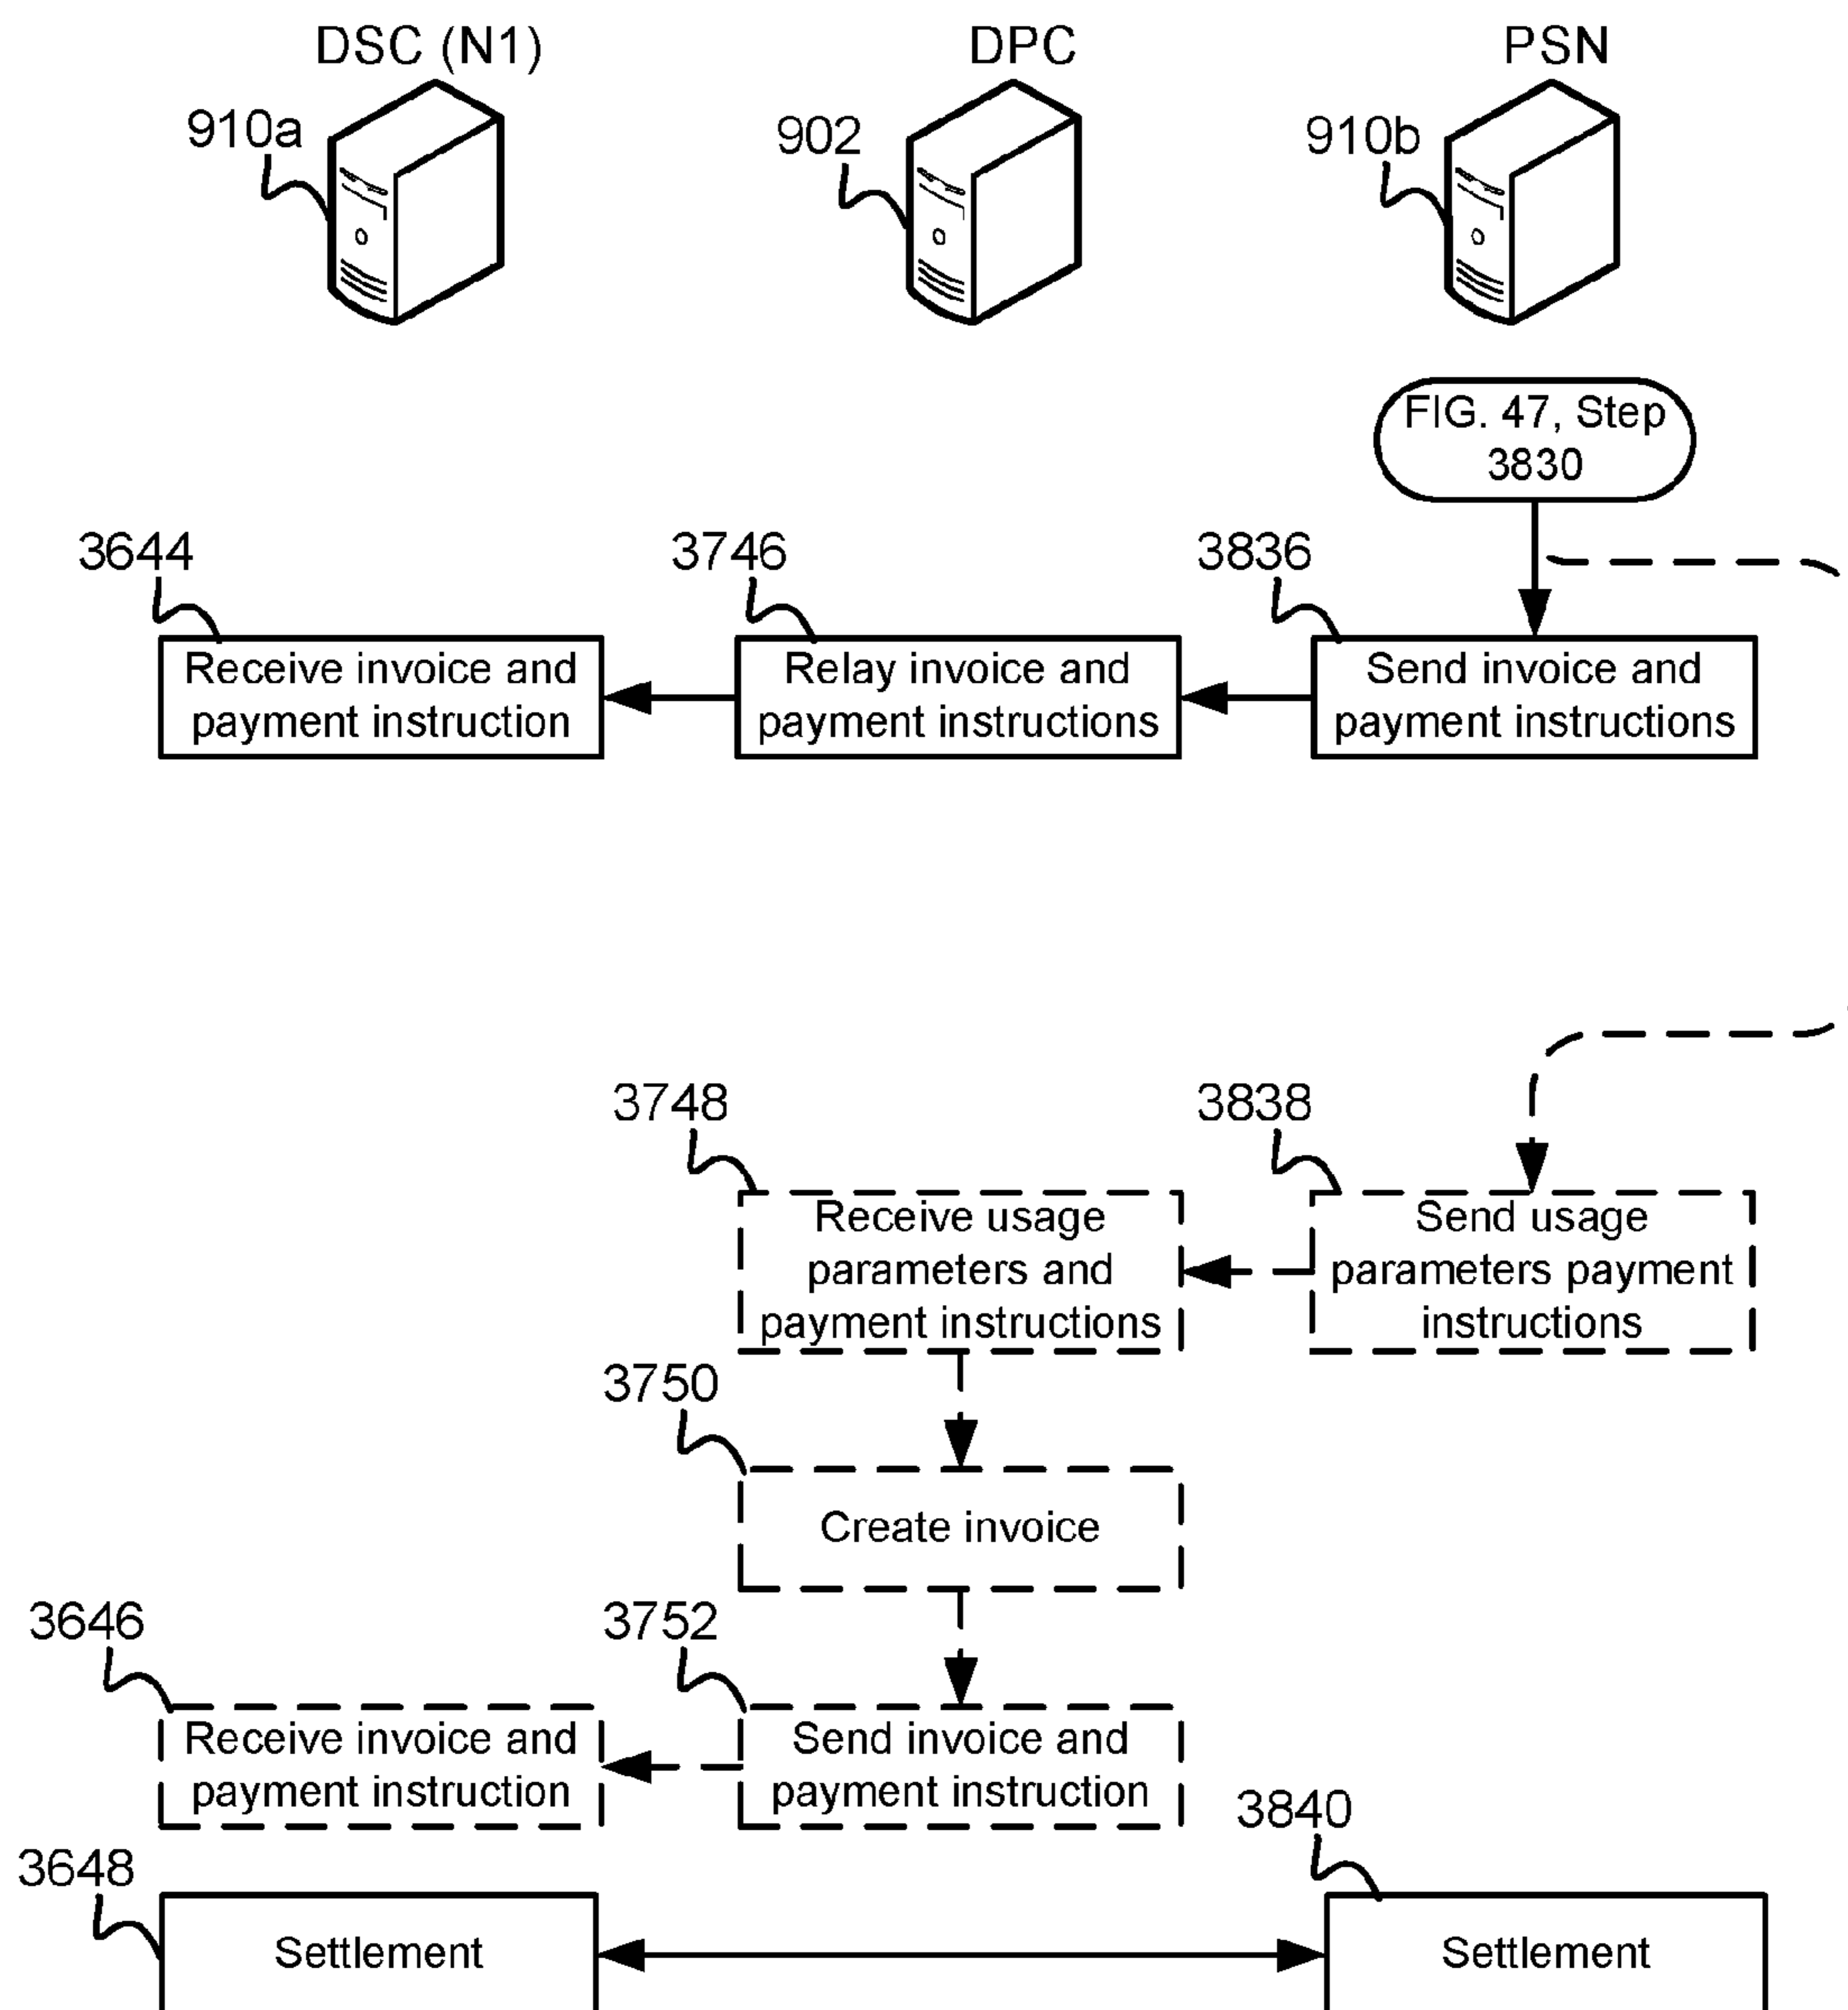 DSC (N1)
DPC
PSN
910a
902
910b
FIG. 47, Step
3830
3644
3746
3836
Receive invoice and
payment instruction
Relay invoice and
payment instructions
Send invoice and
payment instructions
3748
3838
Receive usage
parameters and
payment instructions
Send usage
parameters payment
instructions
3750
Create invoice
3646
3752
Receive invoice and
payment instruction
Send invoice and
payment instruction
3840
3648
Settlement
Settlement